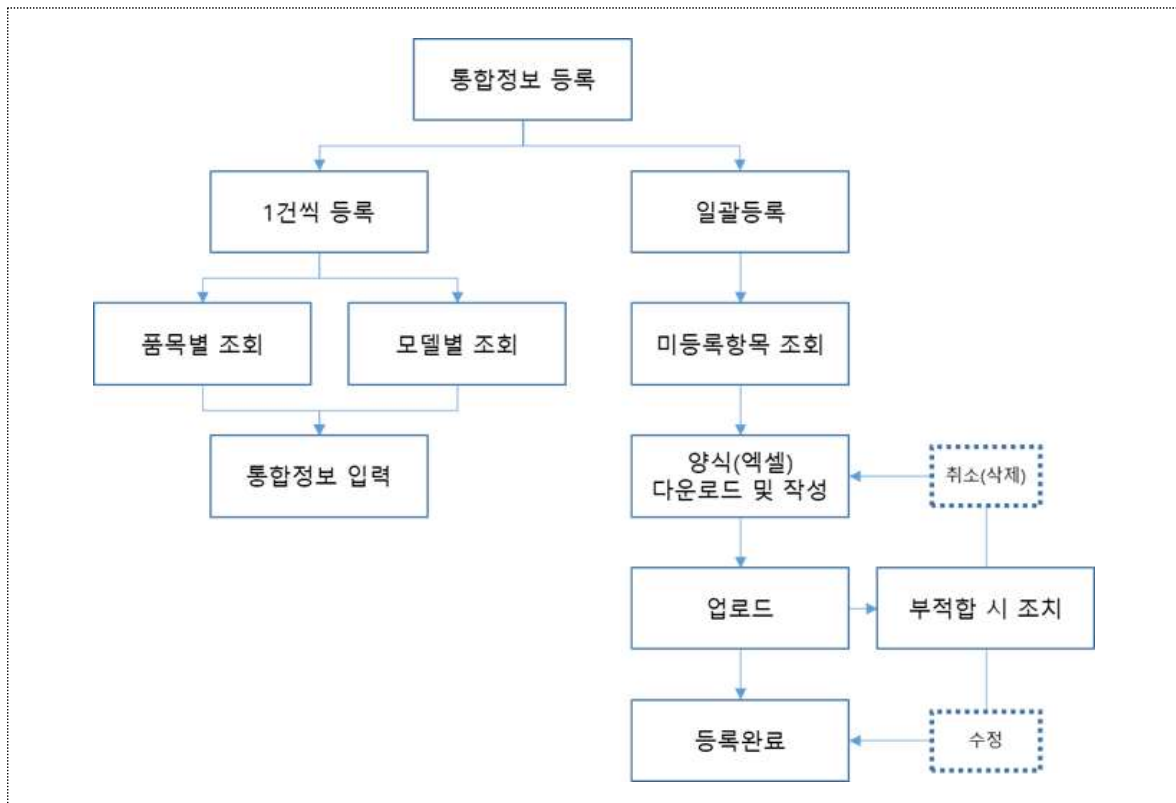 통합정보 등록
1건씩 등록
일괄등록
품목별 조회
모델별 조회
미등록항목 조회
통합정보 입력
양식(엑셀)
다운로드 및 작성
취소(삭제)
업로드
부적합 시 조치
등록완료
수정